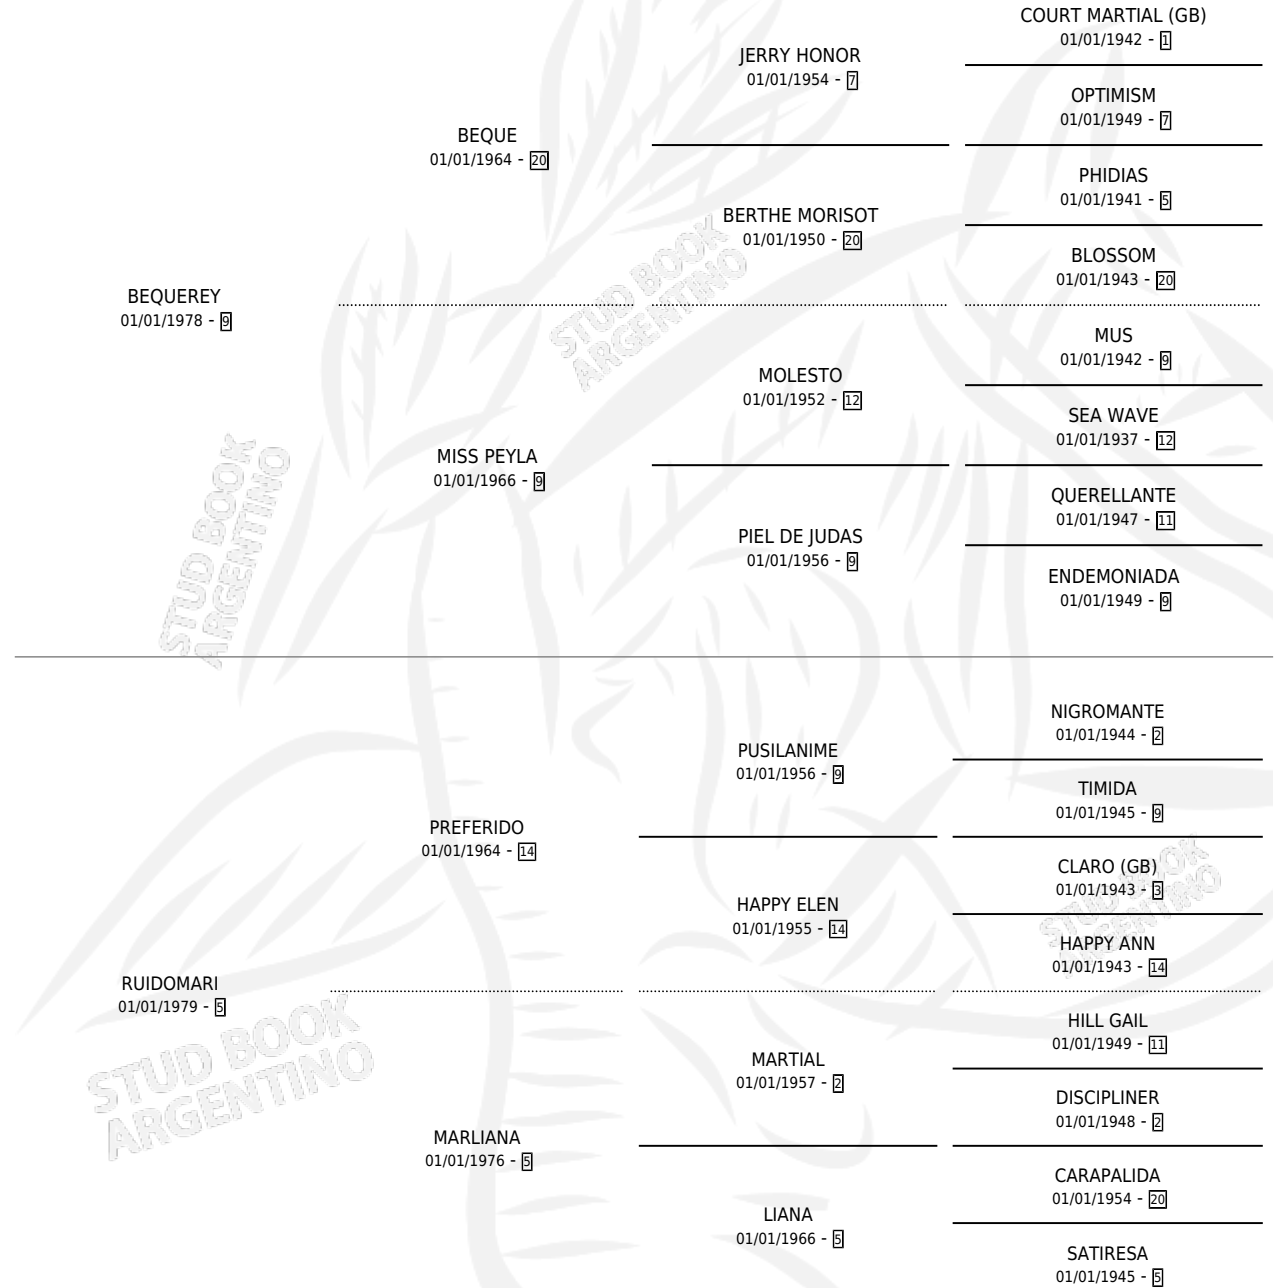 COURT MARTIAL (GB)
01/01/1942 - 1
JERRY HONOR
01/01/1954 - 7
OPTIMISM
01/01/1949 - 7
BEQUE
01/01/1964 - 20
PHIDIAS
01/01/1941 - 5
BERTHE MORISOT
01/01/1950 - 20
BLOSSOM
01/01/1943 - 20
BEQUEREY
01/01/1978 - 9
STUD BOOK
ARGENTINO
MUS
01/01/1942 - 9
MOLESTO
01/01/1952 - 12
SEA WAVE
01/01/1937 - 12
MISS PEYLA
01/01/1966 - 9
QUERELLANTE
01/01/1947 - 11
PIEL DE JUDAS
01/01/1956 - 9
ENDEMONIADA
01/01/1949 - 9
STUD BOOK
ARGENTINO
NIGROMANTE
01/01/1944 - 2
PUSILANIME
01/01/1956 - 9
TIMIDA
01/01/1945 - 9
PREFERIDO
01/01/1964 - 14
CLARO (GB)
01/01/1943 - 3
HAPPY ELEN
01/01/1955 - 14
HAPPY ANN
01/01/1943 - 14
STUD BOOK
ARGENTINO
RUIDOMARI
01/01/1979 - 5
HILL GAIL
01/01/1949 - 11
MARTIAL
01/01/1957 - 2
DISCIPLINER
01/01/1948 - 2
STUD BOOK
ARGENTINO
MARLIANA
01/01/1976 - 5
CARAPALIDA
01/01/1954 - 20
LIANA
01/01/1966 - 5
SATIRESA
01/01/1945 - 5